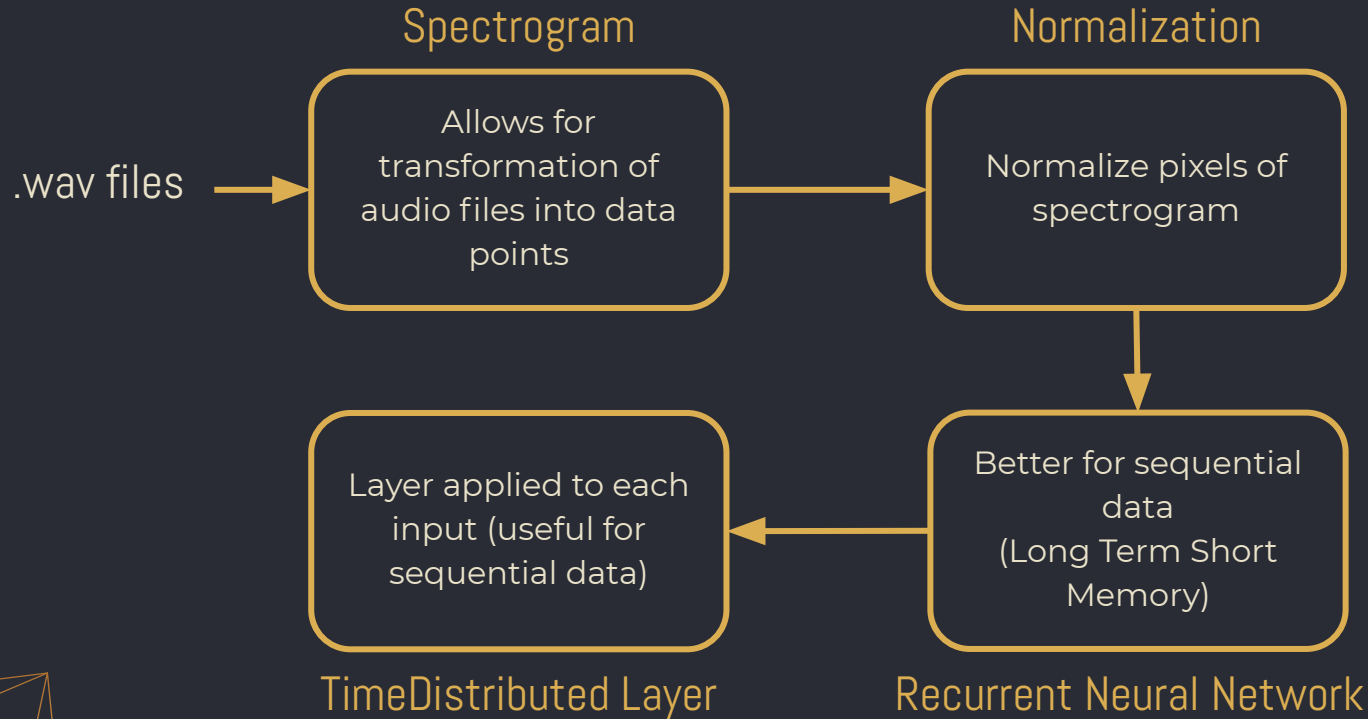 Spectrogram
Normalization
.wav files
Allows for
transformation of
audio files into data
points
Normalize pixels of
spectrogram
Layer applied to each
input (useful for
sequential data)
Better for sequential
data
(Long Term Short
Memory)
TimeDistributed Layer
Recurrent Neural Network